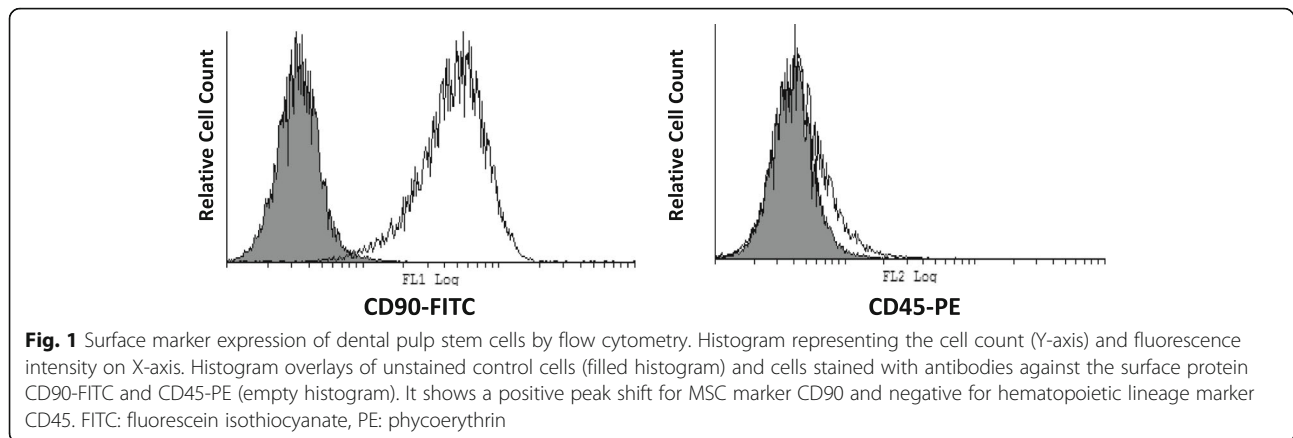 Relative Cell Count
FL1 Log
CD90-FITC
Relative Cell Count
FL2 Log
CD45-PE
Fig. 1 Surface marker expression of dental pulp stem cells by flow cytometry. Histogram representing the cell count (Y-axis) and fluorescence
intensity on X-axis. Histogram overlays of unstained control cells (filled histogram) and cells stained with antibodies against the surface protein
CD90-FITC and CD45-PE (empty histogram). It shows a positive peak shift for MSC marker CD90 and negative for hematopoietic lineage marker
CD45. FITC: fluorescein isothiocyanate, PE: phycoerythrin